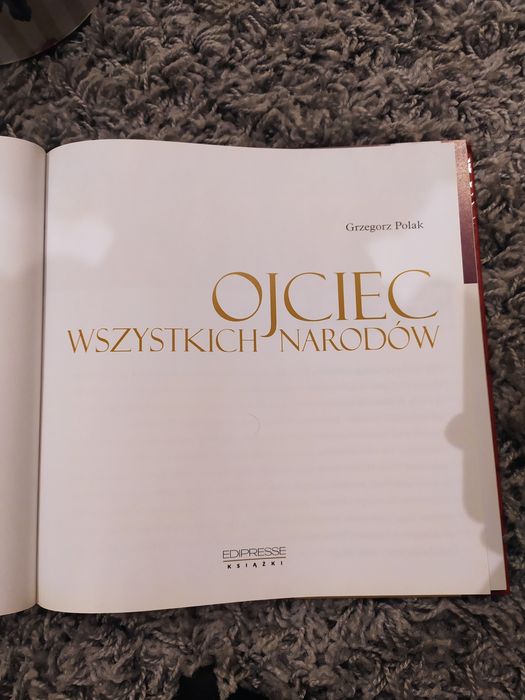 Grzegorz Polak
OJCIEC
WSZYSTKICH NARODÓW
EDIPRESSE
KSIĄŻKI